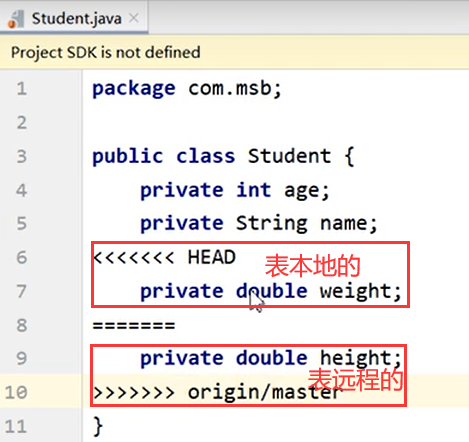 Student.java
Project SDK is not defined
1 package com.msb;
2
3 public class Student {
4 private int age;
5 private String name;
6 <<<<<<< HEAD 表本地的
7 private double weight;
8 =======
9 private double height;
10 >>>>>>> origin/master 表远程的
11 }